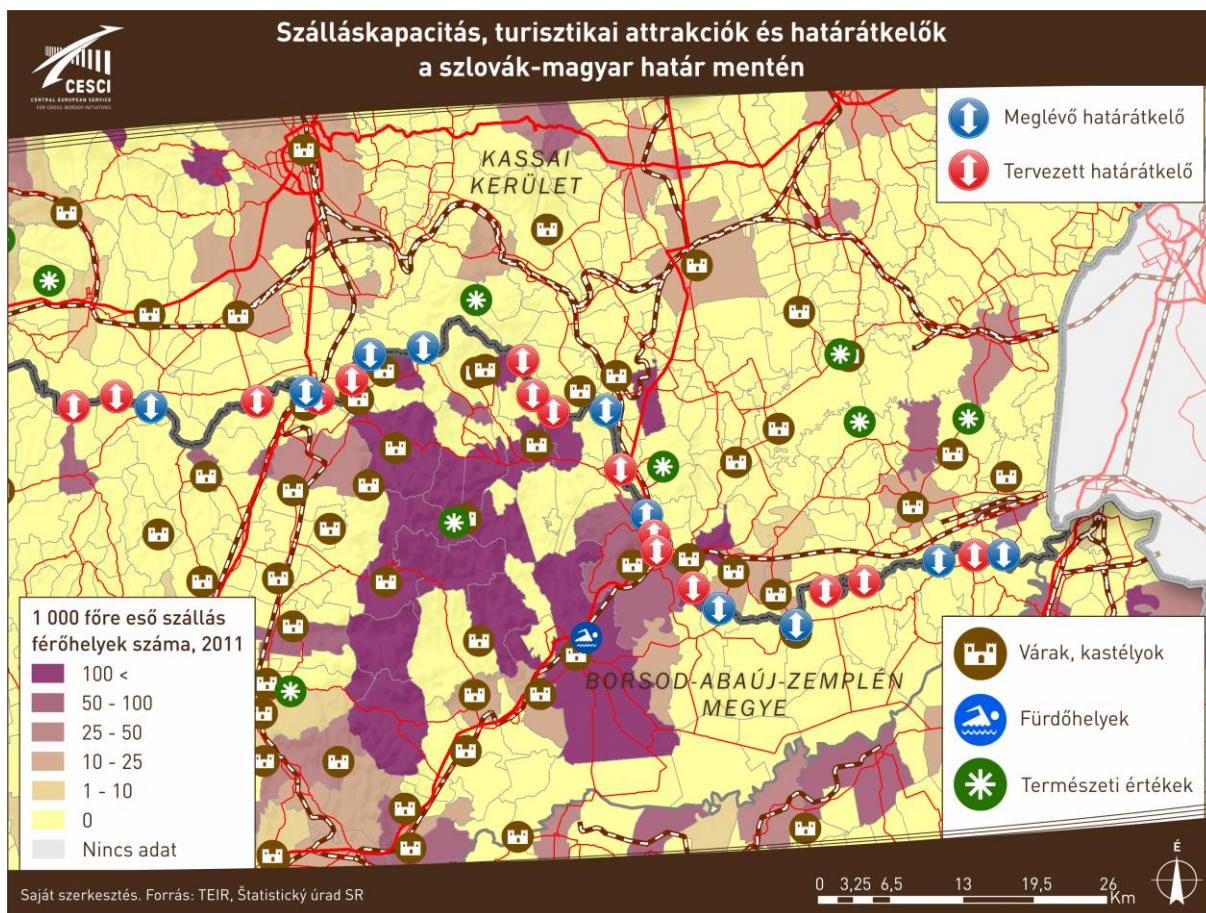 Szálláskapacitás, turisztikai attrakciók és határátkelők
a szlovák-magyar határ mentén
CESCI
CENTRAL EUROPEAN SERVICE
FOR CROSS-BORDER INITIATIVES
Meglévő határátkelő
Tervezett határátkelő
KASSAI
KERÜLET
1 000 főre eső szállás
férőhelyek száma, 2011
100 <
50 - 100
25 - 50
10 - 25
1 - 10
0
Nincs adat
BORSOD-ABAÚJ-ZEMPLÉN
MEGYE
Várak, kastélyok
Fürdőhelyek
Természeti értékek
Saját szerkesztés. Forrás: TEIR, Štatistický úrad SR
0 3,25 6,5 13 19,5 26
Km
É